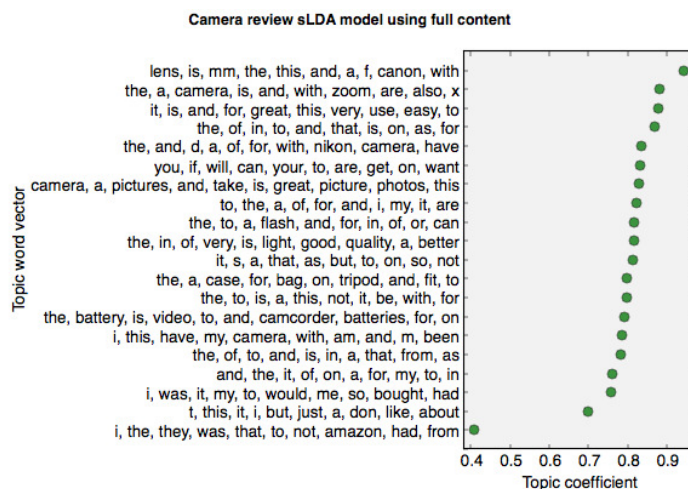 Camera review sLDA model using full content
lens, is, mm, the, this, and, a, f, canon, with
the, a, camera, is, and, with, zoom, are, also, x
it, is, and, for, great, this, very, use, easy, to
the, of, in, to, and, that, is, on, as, for
the, and, d, a, of, for, with, nikon, camera, have
you, if, will, can, your, to, are, get, on, want
camera, a, pictures, and, take, is, great, picture, photos, this
to, the, a, of, for, and, i, my, it, are
the, to, a, flash, and, for, in, of, or, can
the, in, of, very, is, light, good, quality, a, better
it, s, a, that, as, but, to, on, so, not
the, a, case, for, bag, on, tripod, and, fit, to
the, to, is, a, this, not, it, be, with, for
the, battery, is, video, to, and, camcorder, batteries, for, on
i, this, have, my, camera, with, am, and, m, been
the, of, to, and, is, in, a, that, from, as
and, the, it, of, on, a, for, my, to, in
i, was, it, my, to, would, me, so, bought, had
t, this, it, i, but, just, a, don, like, about
i, the, they, was, that, to, not, amazon, had, from
Topic word vector
0.4 0.5 0.6 0.7 0.8 0.9
Topic coefficient